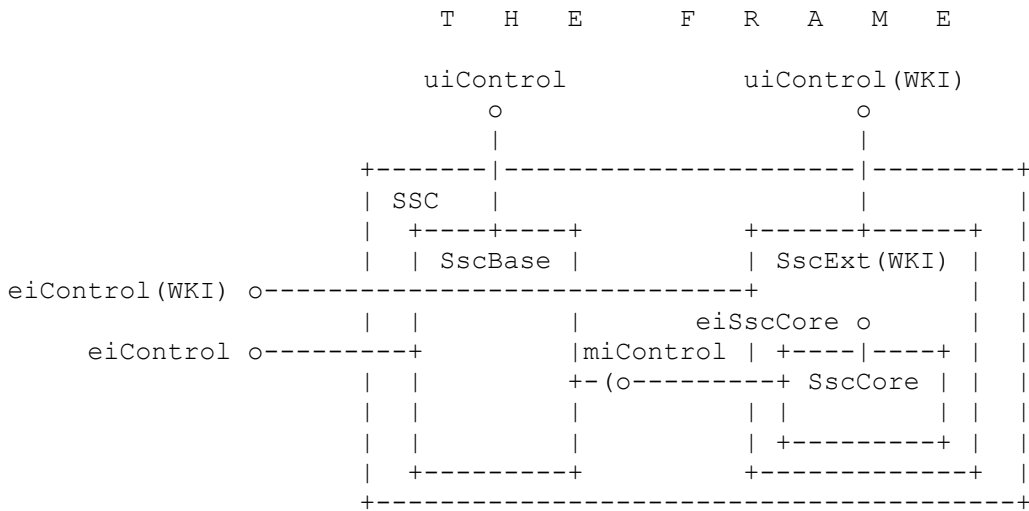 T H E F R A M E
uiControl uiControl(WKI)
SSC
SscBase SscExt(WKI)
eiControl(WKI)
eiSscCore
eiControl miControl
SscCore